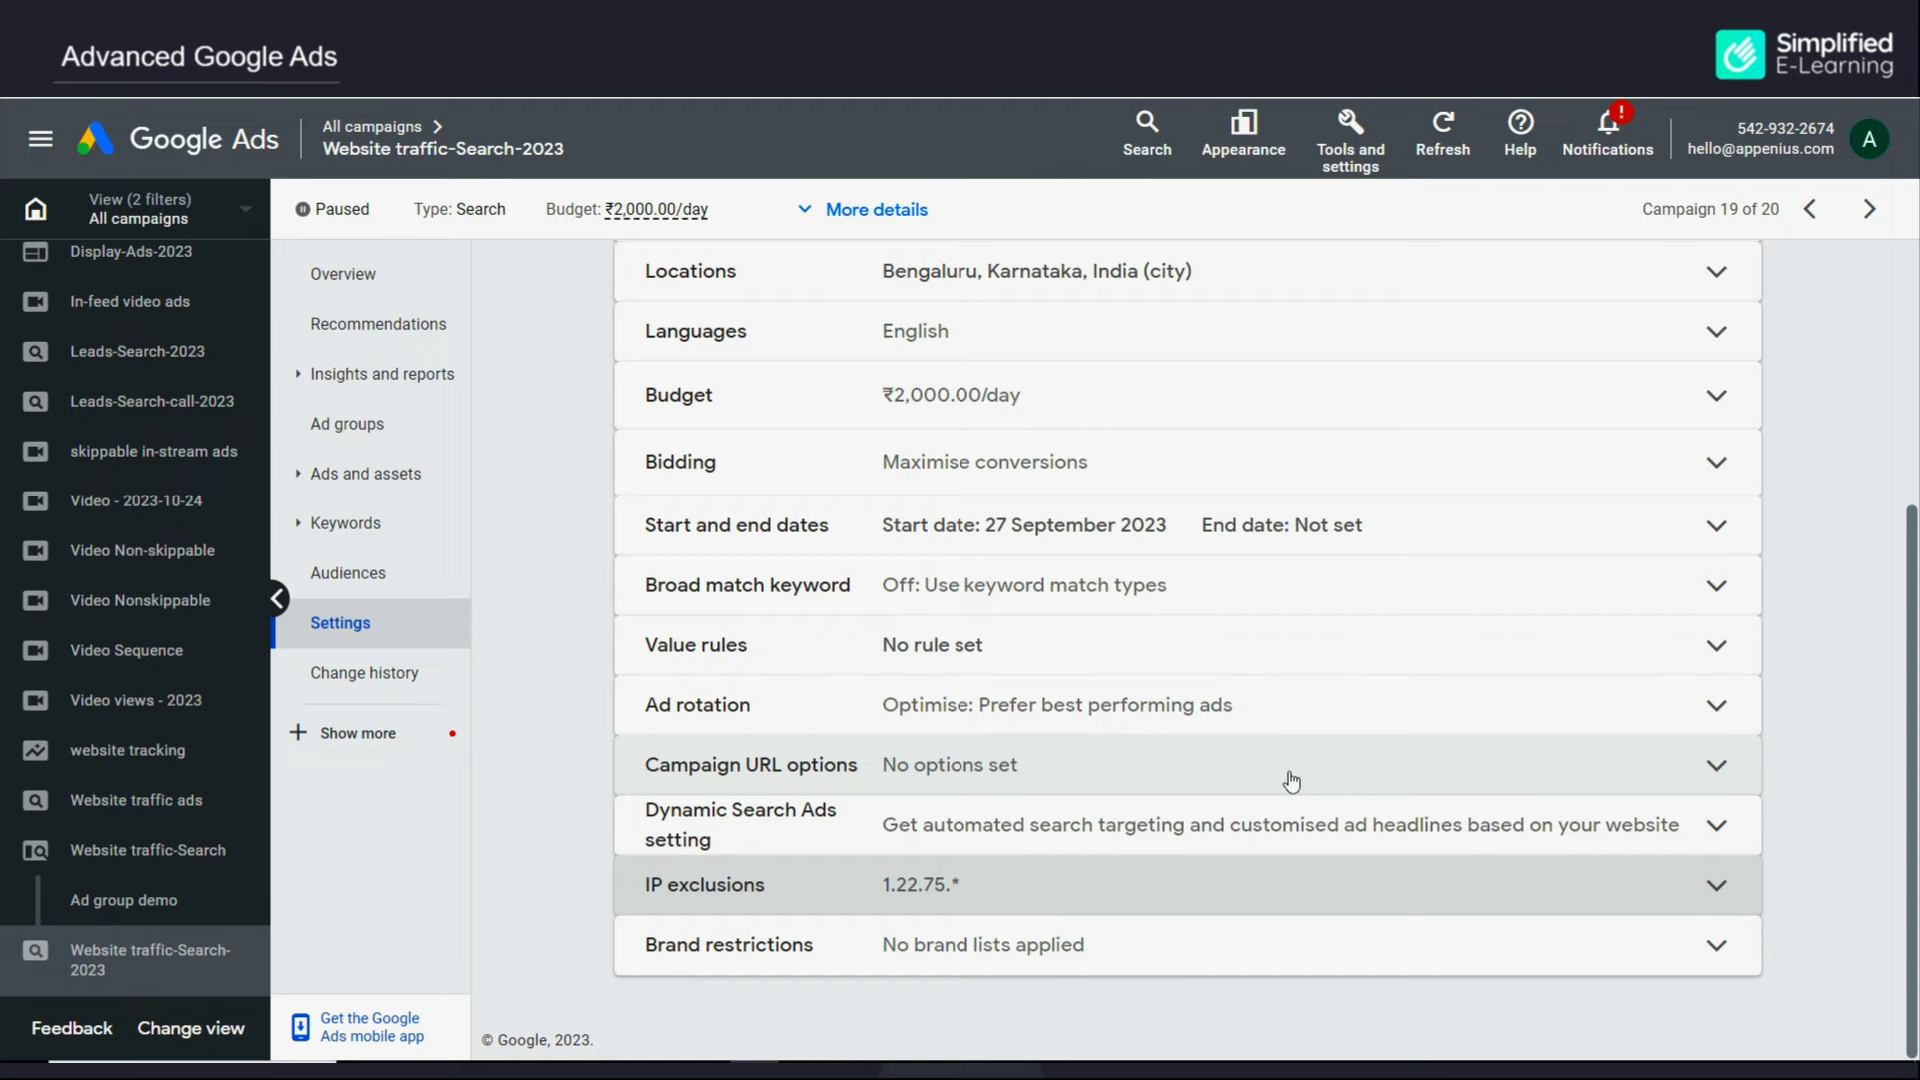 Advanced Google Ads
Simplified
E-Learning
Google Ads
All campaigns
Website traffic-Search-2023
Search
Appearance
Tools and
settings
Refresh
Help
!
Notifications
542-932-2674
hello@appenius.com
A
View (2 filters)
All campaigns
Paused
Type: Search
Budget: ₹2,000.00/day
More details
Campaign 19 of 20
Display-Ads-2023
In-feed video ads
Leads-Search-2023
Leads-Search-call-2023
skippable in-stream ads
Video - 2023-10-24
Video Non-skippable
Video Nonskippable
Video Sequence
Video views - 2023
website tracking
Website traffic ads
Website traffic-Search
Ad group demo
Website traffic-Search-
2023
Feedback
Change view
Overview
Recommendations
Insights and reports
Ad groups
Ads and assets
Keywords
Audiences
Settings
Change history
Show more
Get the Google
Ads mobile app
Locations
Bengaluru, Karnataka, India (city)
Languages
English
Budget
₹2,000.00/day
Bidding
Maximise conversions
Start and end dates
Start date: 27 September 2023
End date: Not set
Broad match keyword
Off: Use keyword match types
Value rules
No rule set
Ad rotation
Optimise: Prefer best performing ads
Campaign URL options
No options set
Dynamic Search Ads
setting
Get automated search targeting and customised ad headlines based on your website
IP exclusions
1.22.75.*
Brand restrictions
No brand lists applied
© Google, 2023.